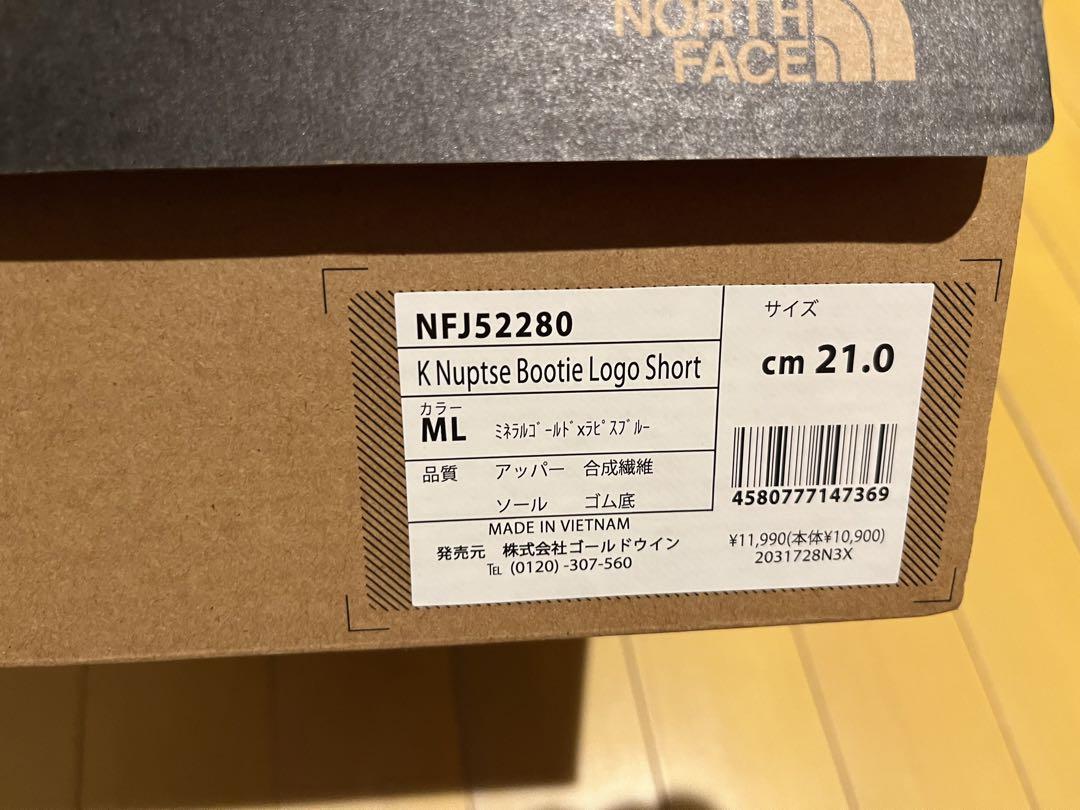 NORTH
FACE
NFJ52280
K Nuptse Bootie Logo Short
カラー
ML ﾐﾈﾗﾙｺﾞｰﾙﾄﾞxﾗﾋﾟｽﾌﾞﾙｰ
品質 アッパー 合成繊維
ソール ゴム底
MADE IN VIETNAM
発売元 株式会社ゴールドウイン
℡ (0120) -307-560
サイズ
cm 21.0
4580777147369
¥11,990(本体¥10,900)
2031728N3X